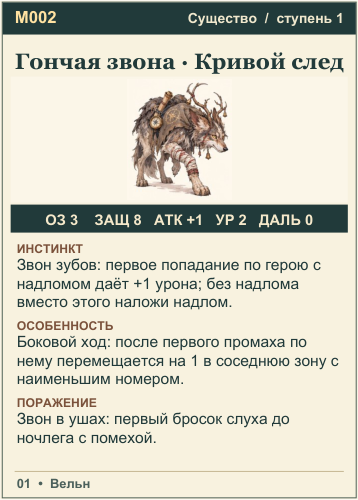 M002
Существо / ступень 1
Гончая звона · Кривой след
ОЗ 3 ЗАЩ 8 АТК +1 УР 2 ДАЛЬ 0
ИНСТИНКТ
Звон зубов: первое попадание по герою с
надломом даёт +1 урона; без надлома
вместо этого наложи надлом.
ОСОБЕННОСТЬ
Боковой ход: после первого промаха по
нему перемещается на 1 в соседнюю зону с
наименьшим номером.
ПОРАЖЕНИЕ
Звон в ушах: первый бросок слуха до
ночлега с помехой.
01 • Вельн